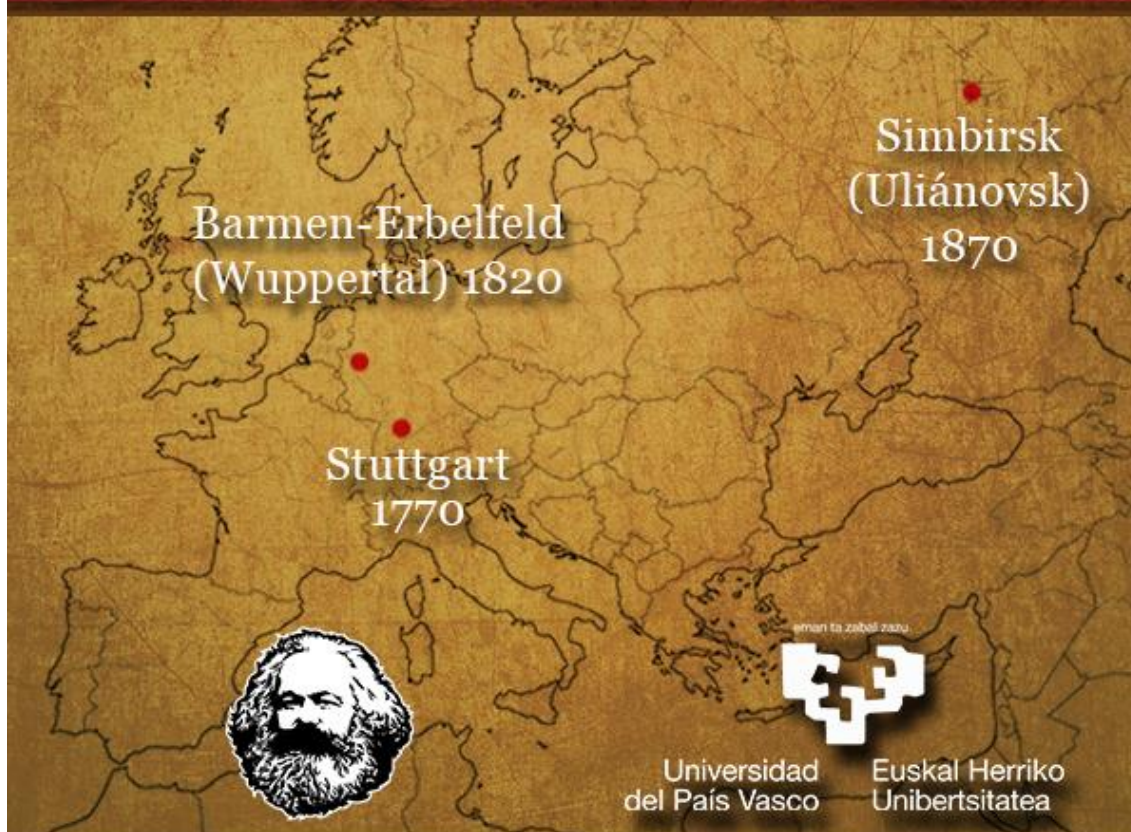 Simbirsk
(Uliánovsk)
1870
Barmen-Erbelfeld
(Wuppertal) 1820
Stuttgart
1770
eman ta zabal zazu
Universidad
del País Vasco
Euskal Herriko
Unibertsitatea